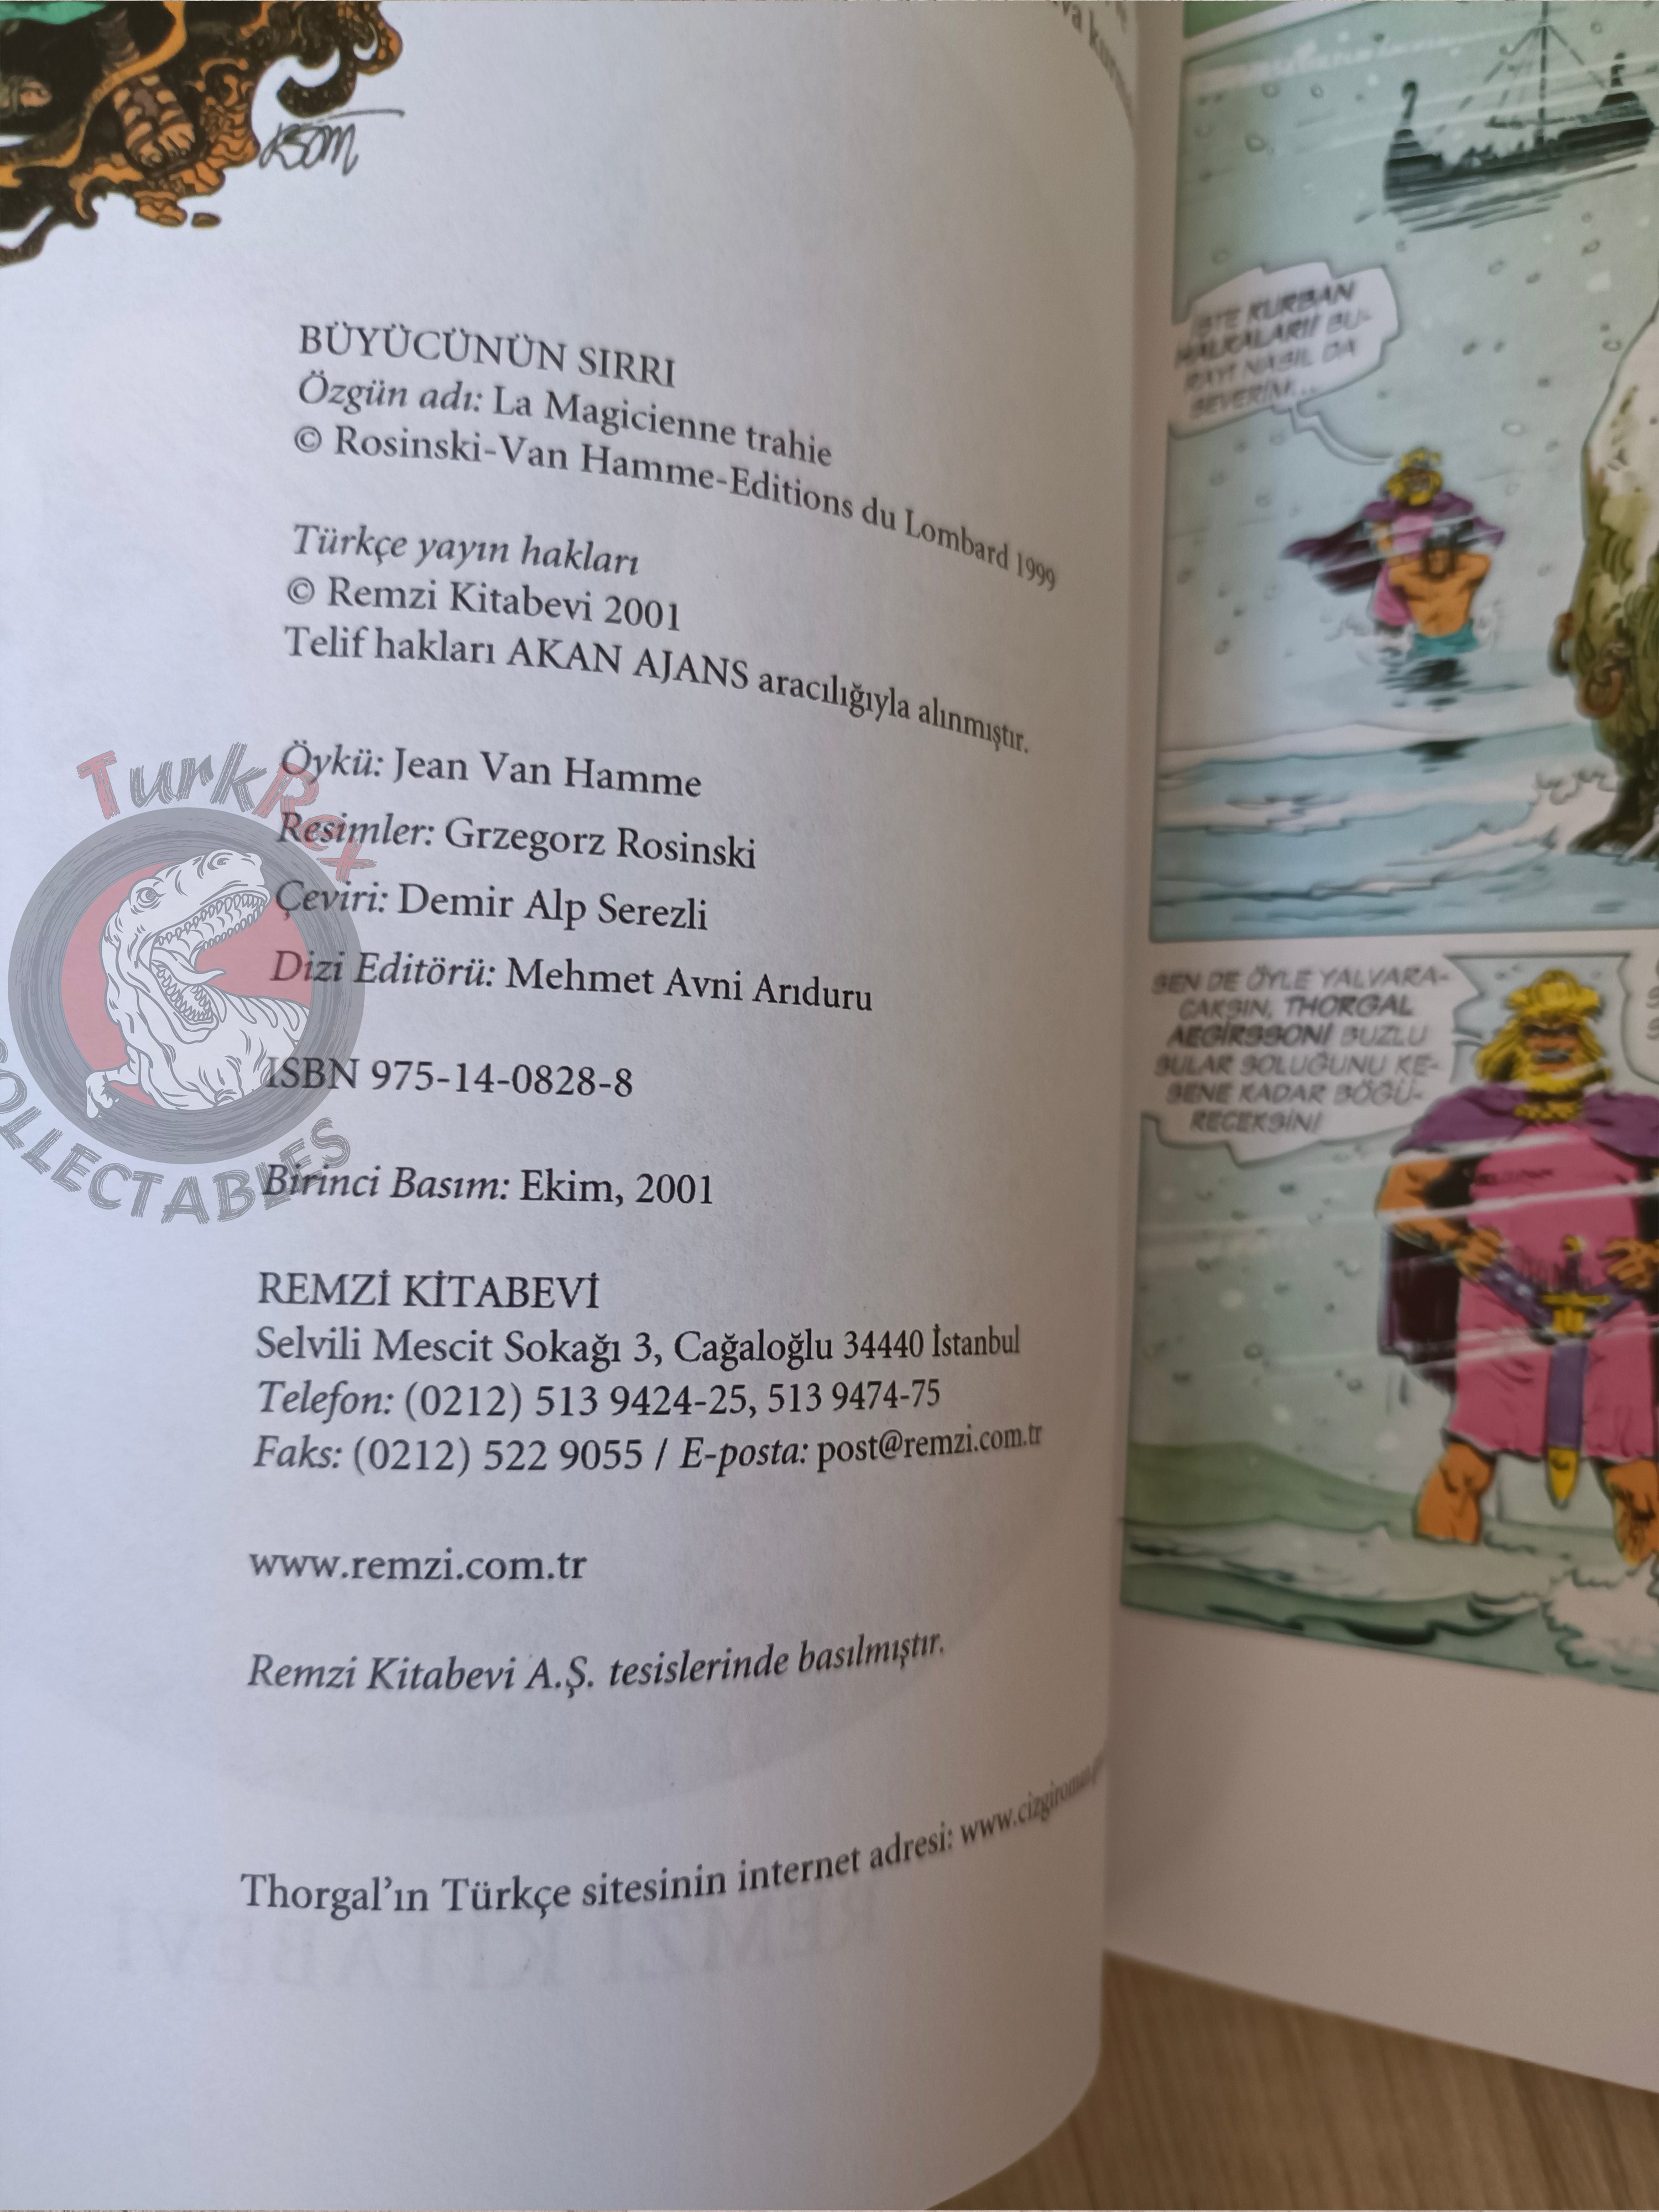 BÜYÜCÜNÜN SIRRI
Özgün adı: La Magicienne trahie
© Rosinski-Van Hamme-Editions du Lombard 1999
Türkçe yayın hakları
© Remzi Kitabevi 2001
Telif hakları AKAN AJANS aracılığıyla alınmıştır.
Öykü: Jean Van Hamme
Resimler: Grzegorz Rosinski
Çeviri: Demir Alp Serezli
Dizi Editörü: Mehmet Avni Arıduru
ISBN 975-14-0828-8
Birinci Basım: Ekim, 2001
REMZİ KİTABEVİ
Selvili Mescit Sokağı 3, Cağaloğlu 34440 İstanbul
Telefon: (0212) 513 9424-25, 513 9474-75
Faks: (0212) 522 9055 / E-posta: post@remzi.com.tr
www.remzi.com.tr
Remzi Kitabevi A.Ş. tesislerinde basılmıştır.
Thorgal'ın Türkçe sitesinin internet adresi:
REMZİ KİTABEVİ
TurkRex
COLLECTABLES
İŞTE KURBAN
HALKALARI! BU-
RAYI NASIL DA
SEVERİM...
SEN DE ÖYLE YALVARA-
CAKSIN, THORGAL
AEGIRSSON! BUZLU
SULAR SOLUĞUNU KE-
SENE KADAR BÖĞÜ-
RECEKSİN!